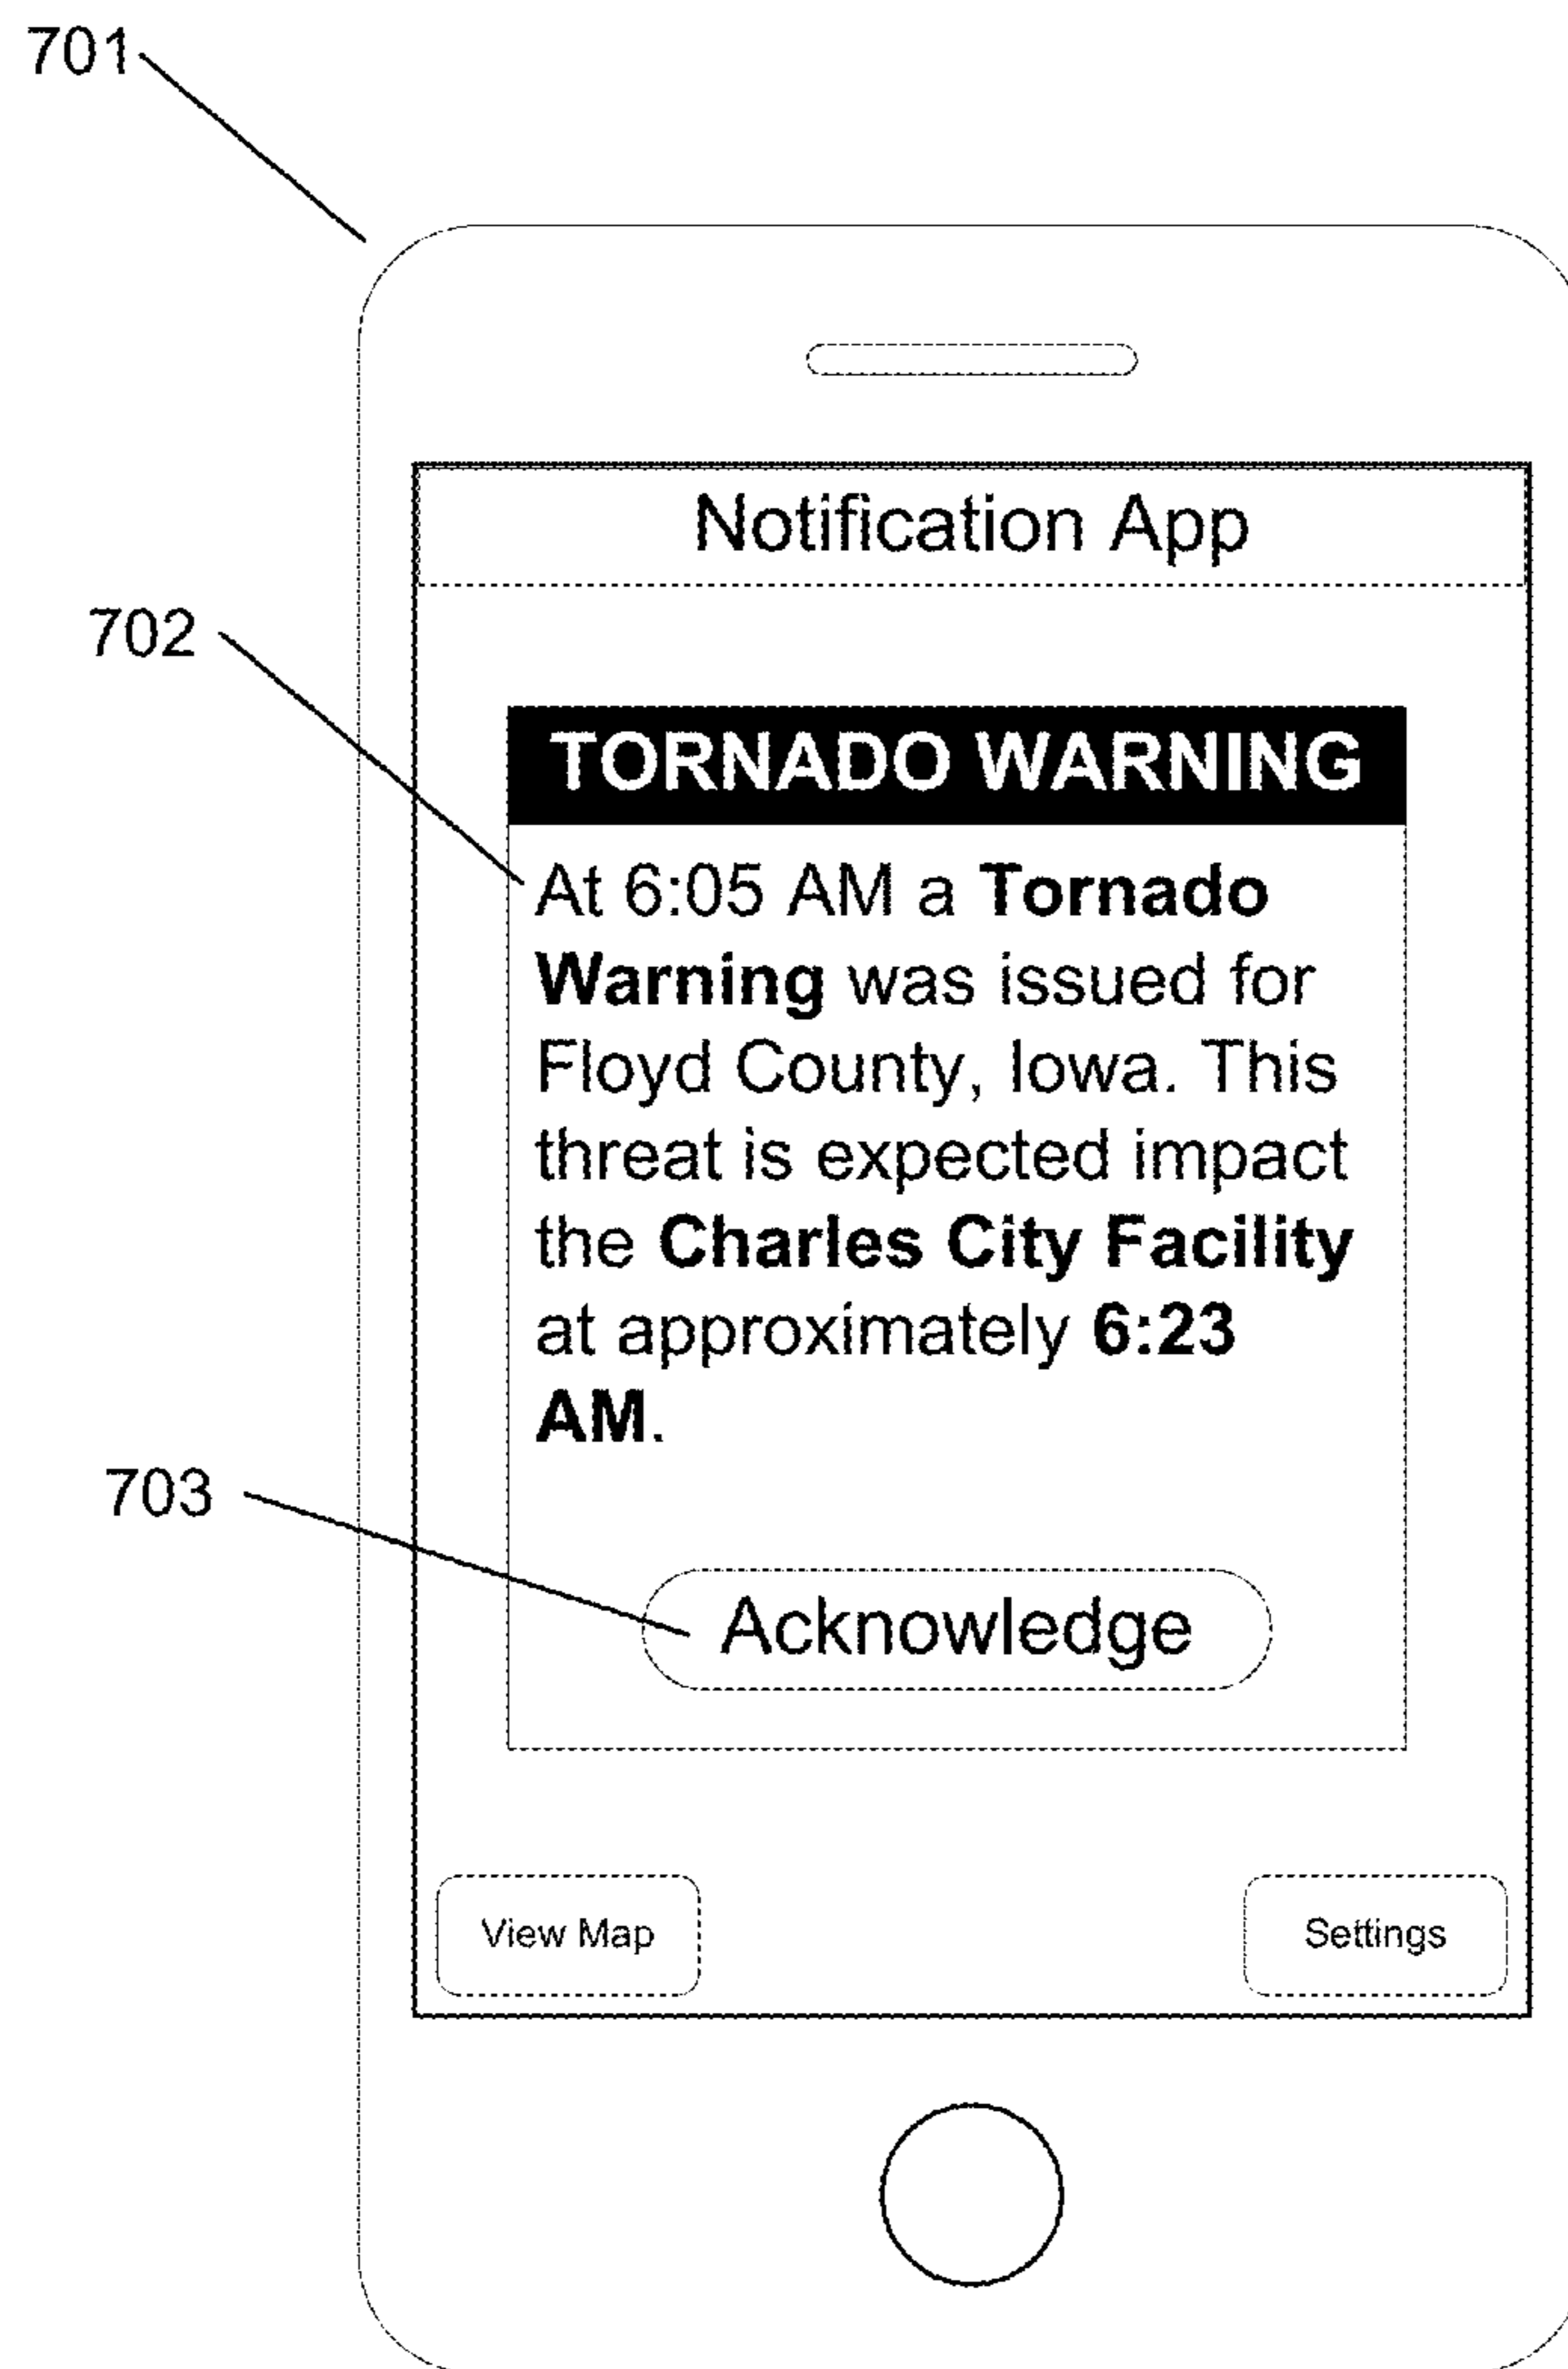 701
Notification App
702
TORNADO WARNING
At 6:05 AM a Tornado
Warning was issued for
Floyd County, Iowa. This
threat is expected impact
the Charles City Facility
at approximately 6:23
AM.
703
Acknowledge
View Map
Settings